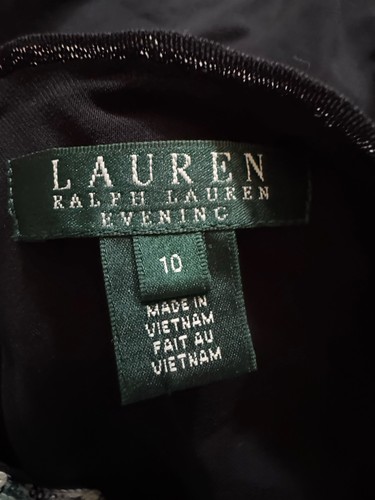 LAUREN
RALPH LAUREN
EVENING
10
MADE IN
VIETNAM
FAIT AU
VIETNAM